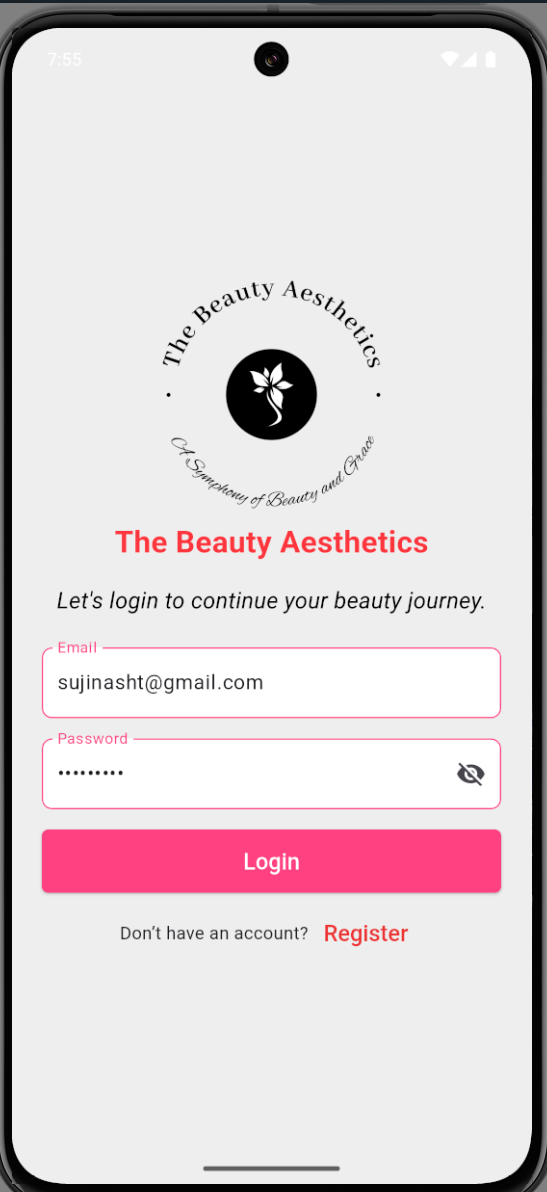 7:55
The Beauty Aesthetics
A Symphony of Beauty and Grace
The Beauty Aesthetics
Let's login to continue your beauty journey.
Email
sujinasht@gmail.com
Password
•••••••••
Login
Don't have an account? Register